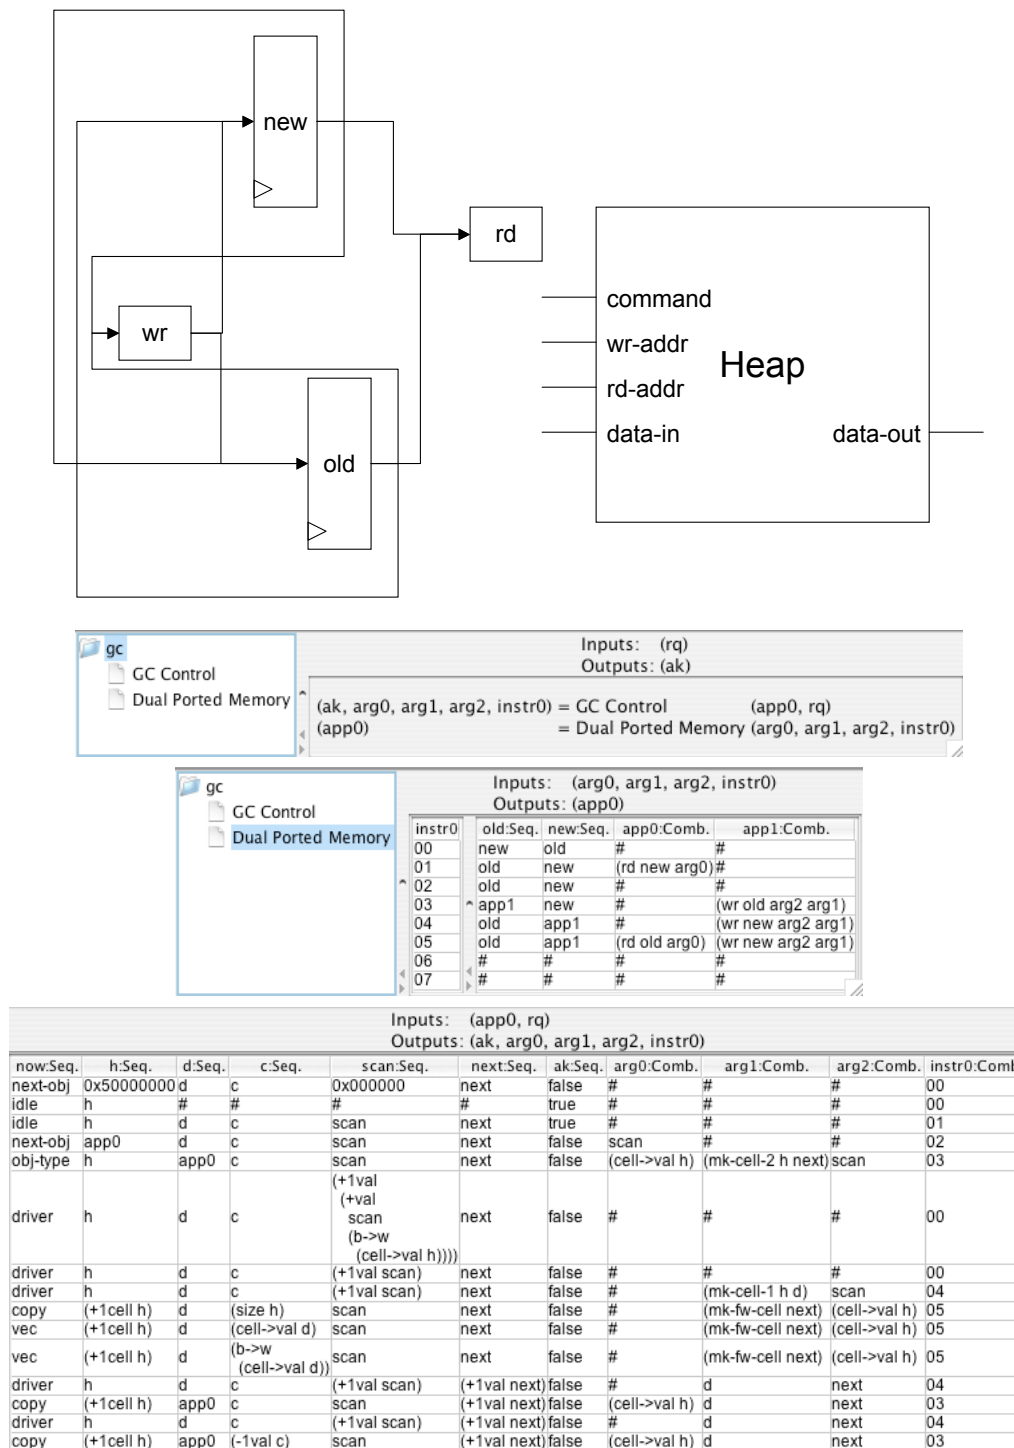 new
rd
wr
old
command
wr-addr
Heap
rd-addr
data-in
data-out
gc
GC Control
Dual Ported Memory
Inputs: (rq)
Outputs: (ak)
(ak, arg0, arg1, arg2, instr0) = GC Control (app0, rq)
(app0) = Dual Ported Memory (arg0, arg1, arg2, instr0)
gc
GC Control
Dual Ported Memory
Inputs: (arg0, arg1, arg2, instr0)
Outputs: (app0)
instr0 old:Seq. new:Seq. app0:Comb. app1:Comb.
00 new old # #
01 old new (rd new arg0) #
02 old new # #
03 app1 new # (wr old arg2 arg1)
04 old app1 # (wr new arg2 arg1)
05 old app1 (rd old arg0) (wr new arg2 arg1)
06 # # # #
07 # # # #
Inputs: (app0, rq)
Outputs: (ak, arg0, arg1, arg2, instr0)
now:Seq. h:Seq. d:Seq. c:Seq. scan:Seq. next:Seq. ak:Seq. arg0:Comb. arg1:Comb. arg2:Comb. instr0:Comb
next-obj 0x50000000 d c 0x000000 next false # # # 00
idle h # # # # true # # # 00
idle h d c scan next true # # # 01
next-obj app0 d c scan next false scan # # 02
obj-type h app0 c scan next false (cell->val h) (mk-cell-2 h next) scan 03
(+1val
(+val
driver h d c scan next false # # # 00
(b->w
(cell->val h))))
driver h d c (+1val scan) next false # # # 00
driver h d c (+1val scan) next false # (mk-cell-1 h d) scan 04
copy (+1cell h) d (size h) scan next false # (mk-fw-cell next) (cell->val h) 05
vec (+1cell h) d (cell->val d) scan next false # (mk-fw-cell next) (cell->val h) 05
(b->w
vec (+1cell h) d (cell->val d)) scan next false # (mk-fw-cell next) (cell->val h) 05
driver h d c (+1val scan) (+1val next) false # d next 04
copy (+1cell h) app0 c scan (+1val next) false (cell->val h) d next 03
driver h d c (+1val scan) (+1val next) false # d next 04
copy (+1cell h) app0 (-1val c) scan (+1val next) false (cell->val h) d next 03